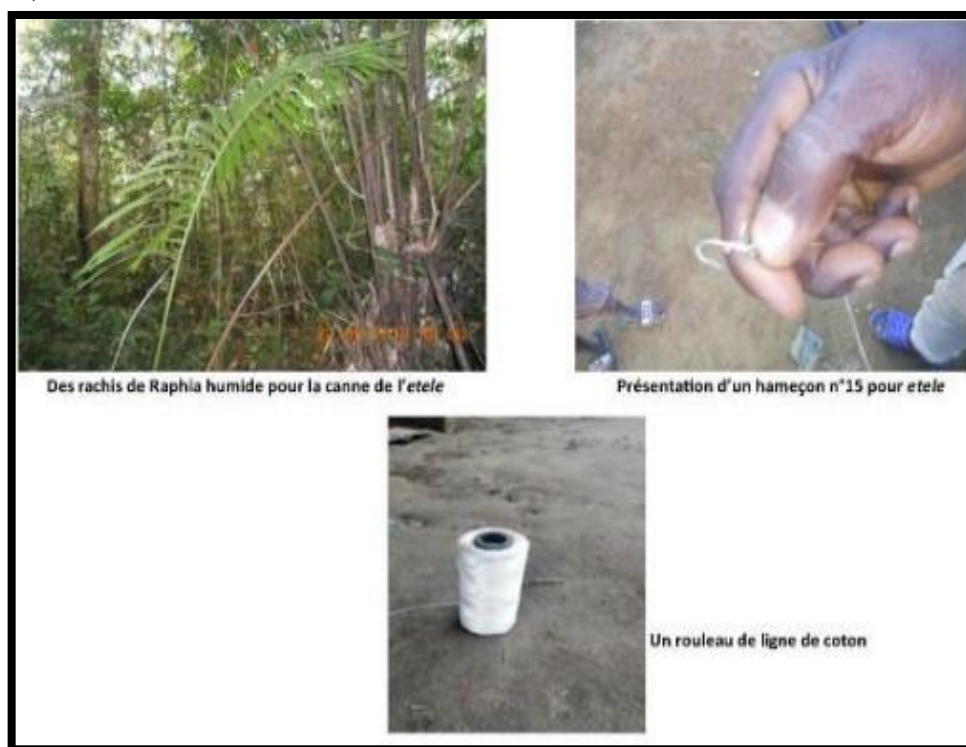 Des rachis de Raphia humide pour la canne de l'etele
Présentation d'un hameçon n°15 pour etele
Un rouleau de ligne de coton